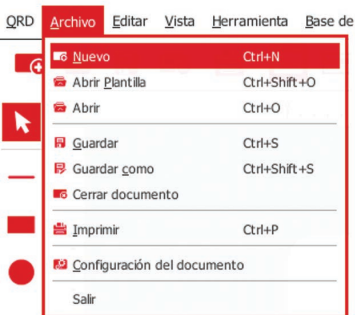 QRD Archivo Editar Vista Herramienta Base de
Nuevo Ctrl+N
Abrir Plantilla Ctrl+Shift+O
Abrir Ctrl+O
Guardar Ctrl+S
Guardar como Ctrl+Shift+S
Cerrar documento
Imprimir Ctrl+P
Configuración del documento
Salir